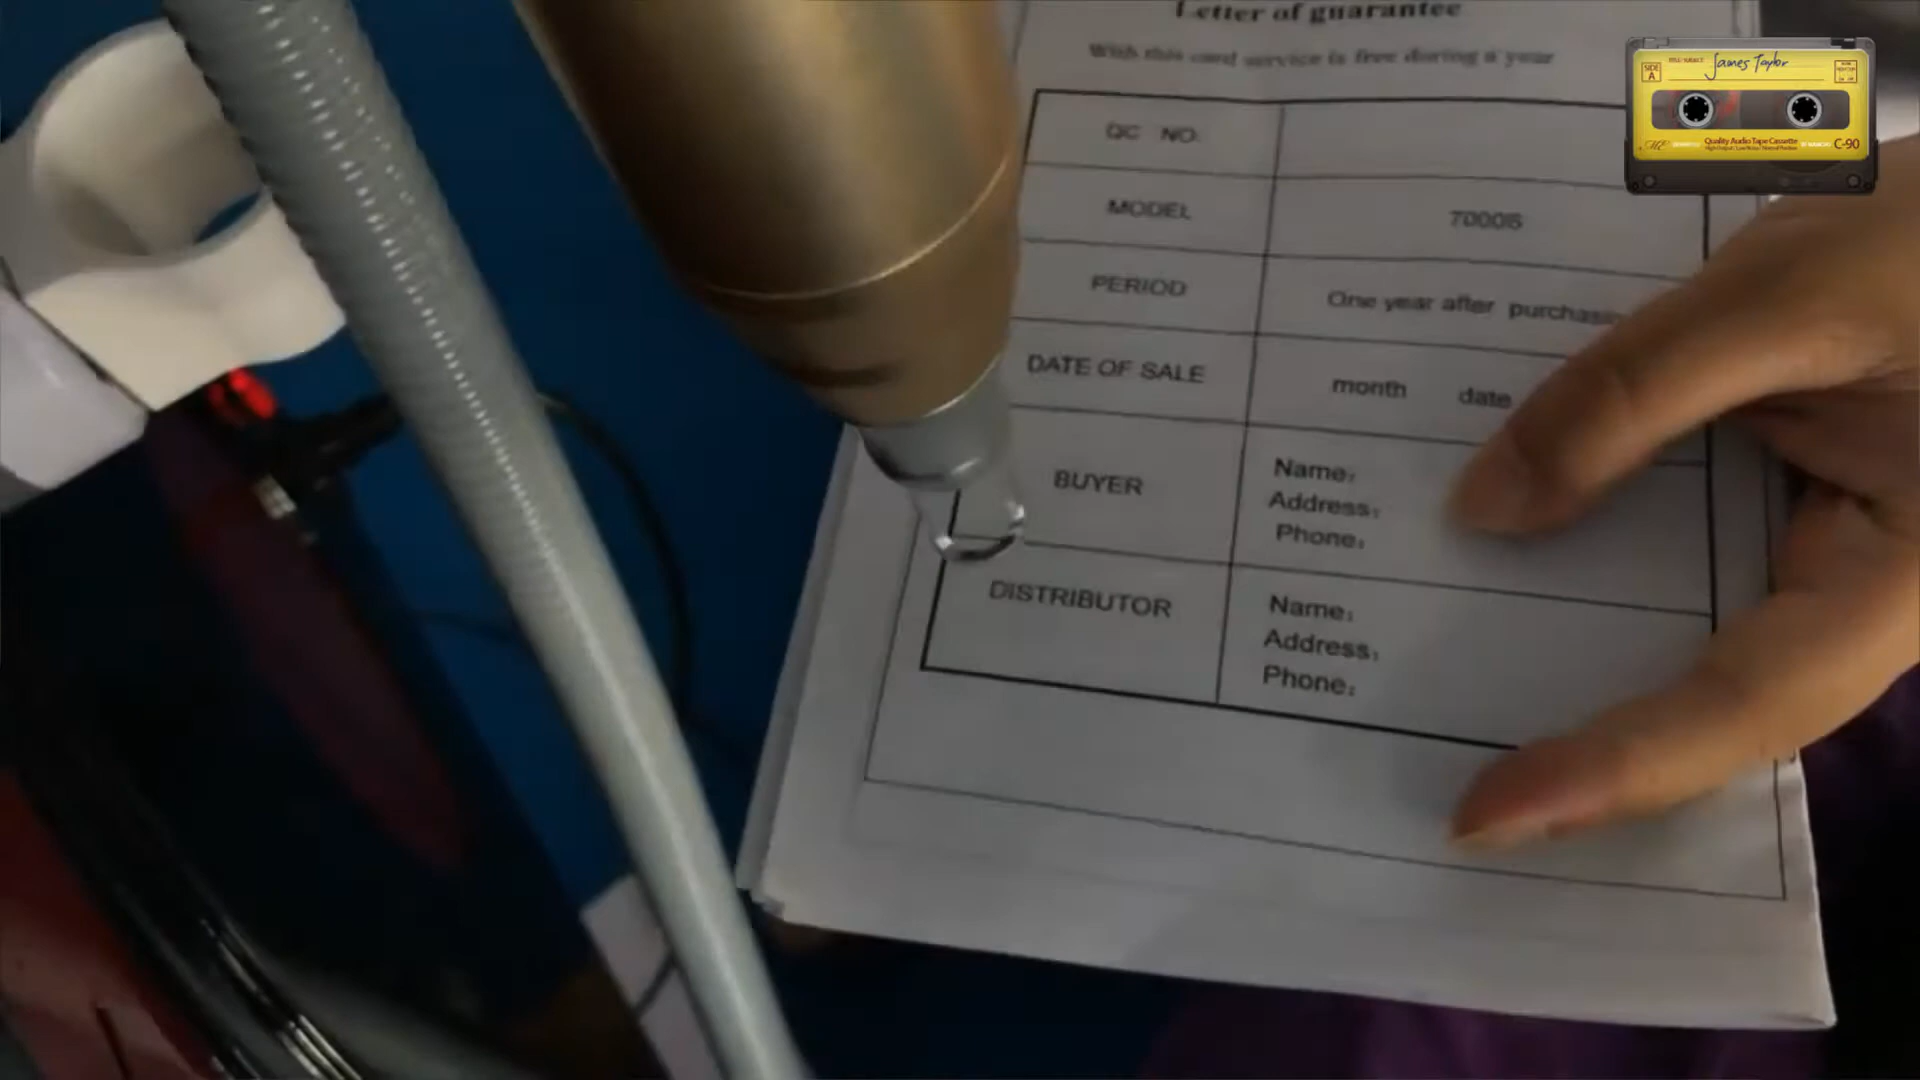 Letter of guarantee
With this card service is free during a year
QC NO.
MODEL 7000S
PERIOD One year after purchasin
DATE OF SALE month date
BUYER Name:
Address:
Phone:
DISTRIBUTOR Name:
Address:
Phone:
SIDE A
James Taylor
Quality Audio Tape Cassette
C-90